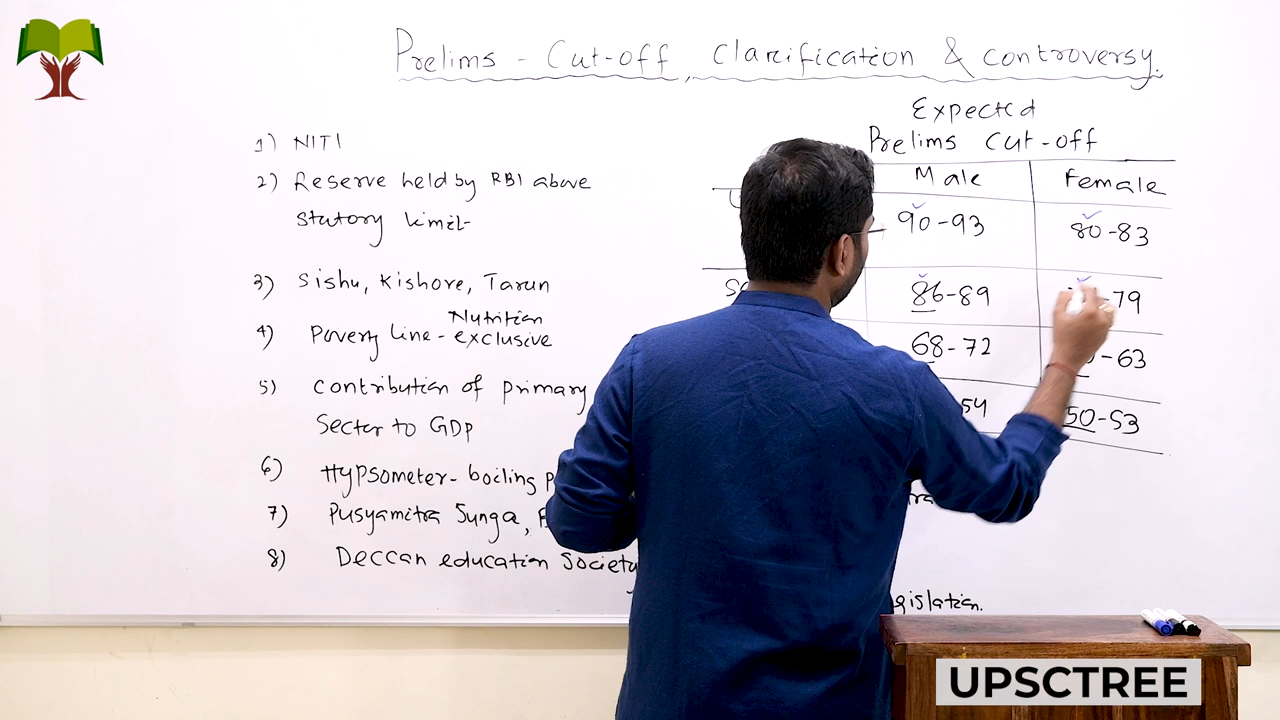 Prelims - Cut-off, Clarification & controversy.
1) NITI
2) Reserve held by RBI above
statutory limit-
3) Sishu, Kishore, Tarun
Nutrition
4) Poverty line - exclusive
5) contribution of primary
Sector to GDP
6) Hypsometer- boiling
7) Pusyamitra Sunga,
8) Deccan education Society
Expected
Prelims Cut-off
Male Female
90-93 80-83
86-89 -79
68-72 -63
54 50-53
UPSCTREE